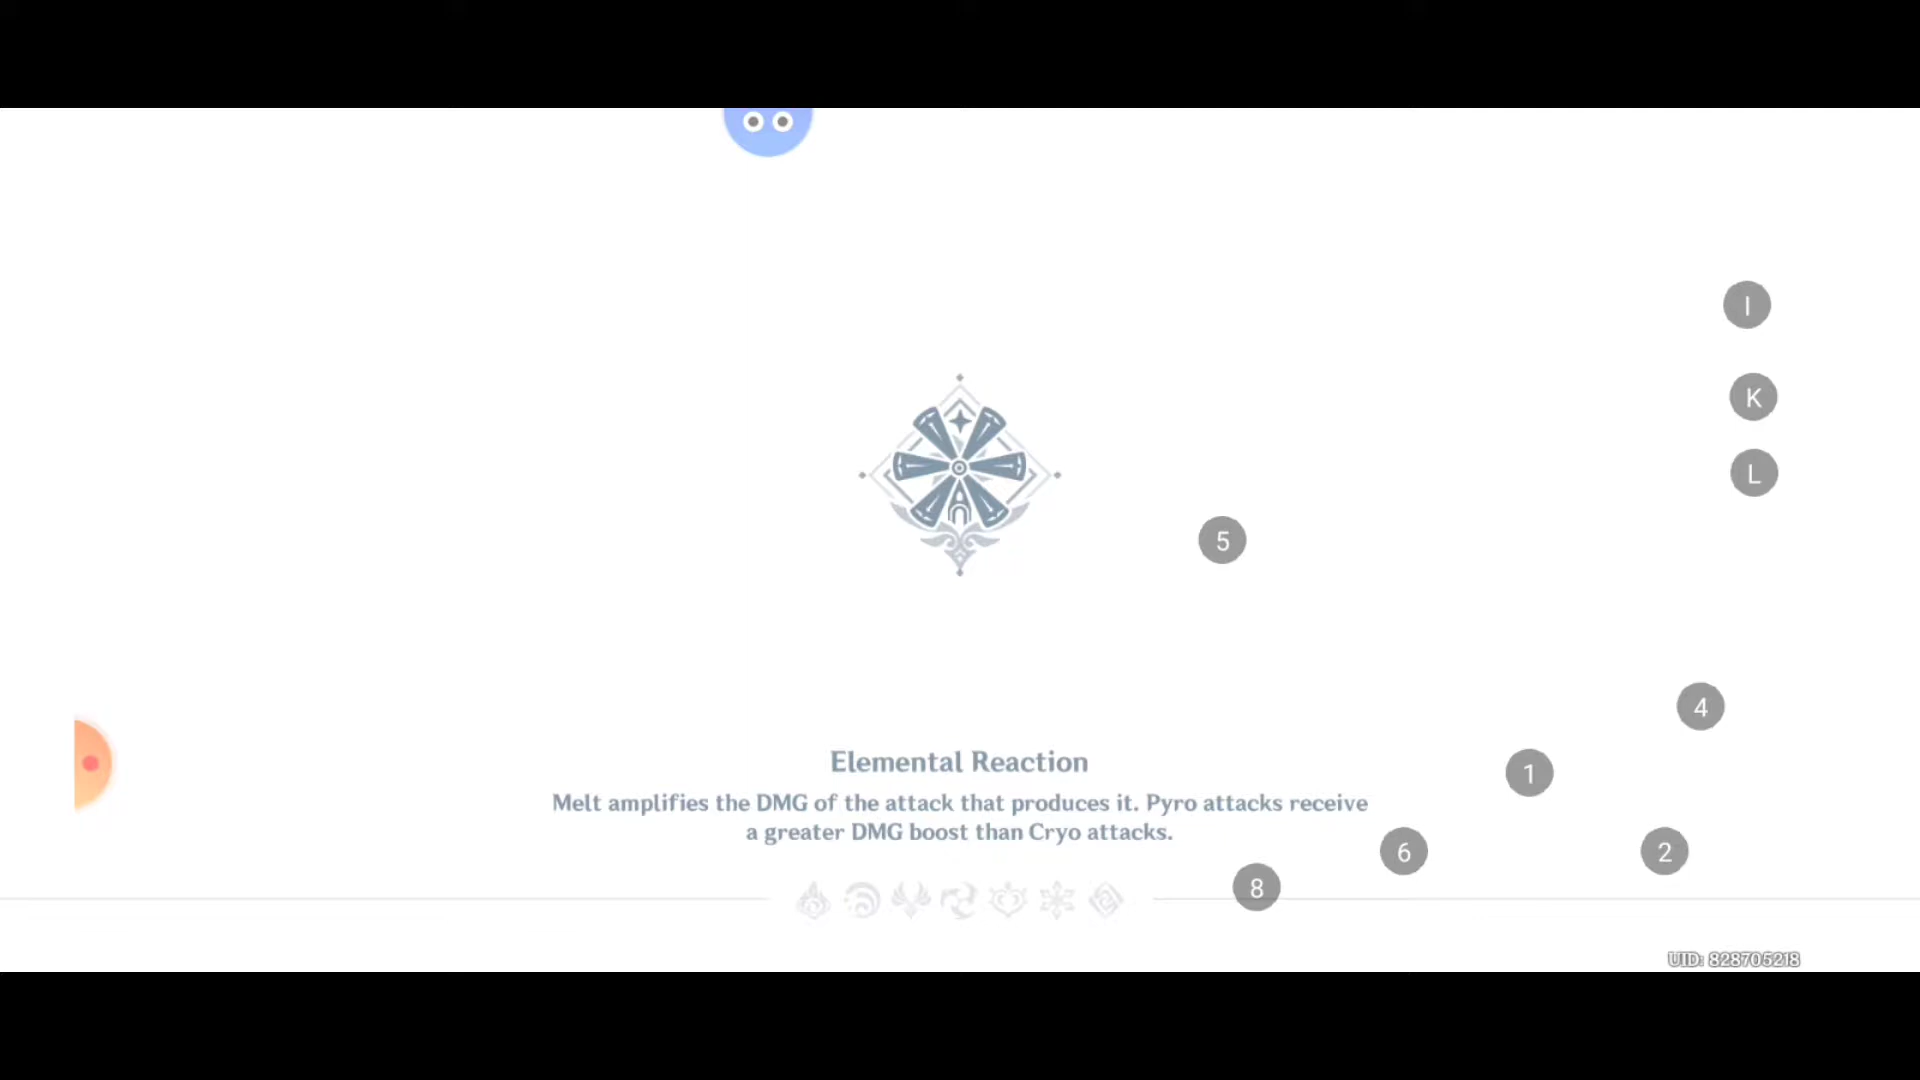 I
K
L
5
4
Elemental Reaction
1
Melt amplifies the DMG of the attack that produces it. Pyro attacks receive
a greater DMG boost than Cryo attacks.
6
2
8
UID: 828705218